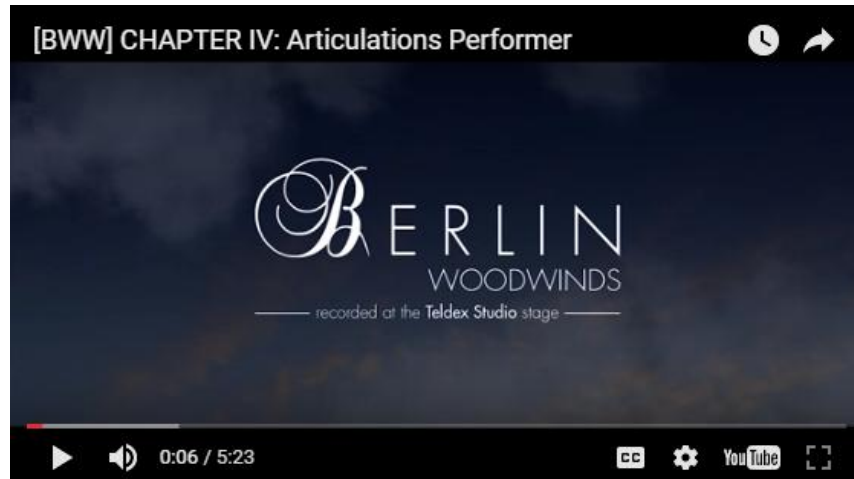 [BWW] CHAPTER IV: Articulations Performer
BERLIN
WOODWINDS
recorded at the Teldex Studio stage
0:06 / 5:23
CC
YouTube